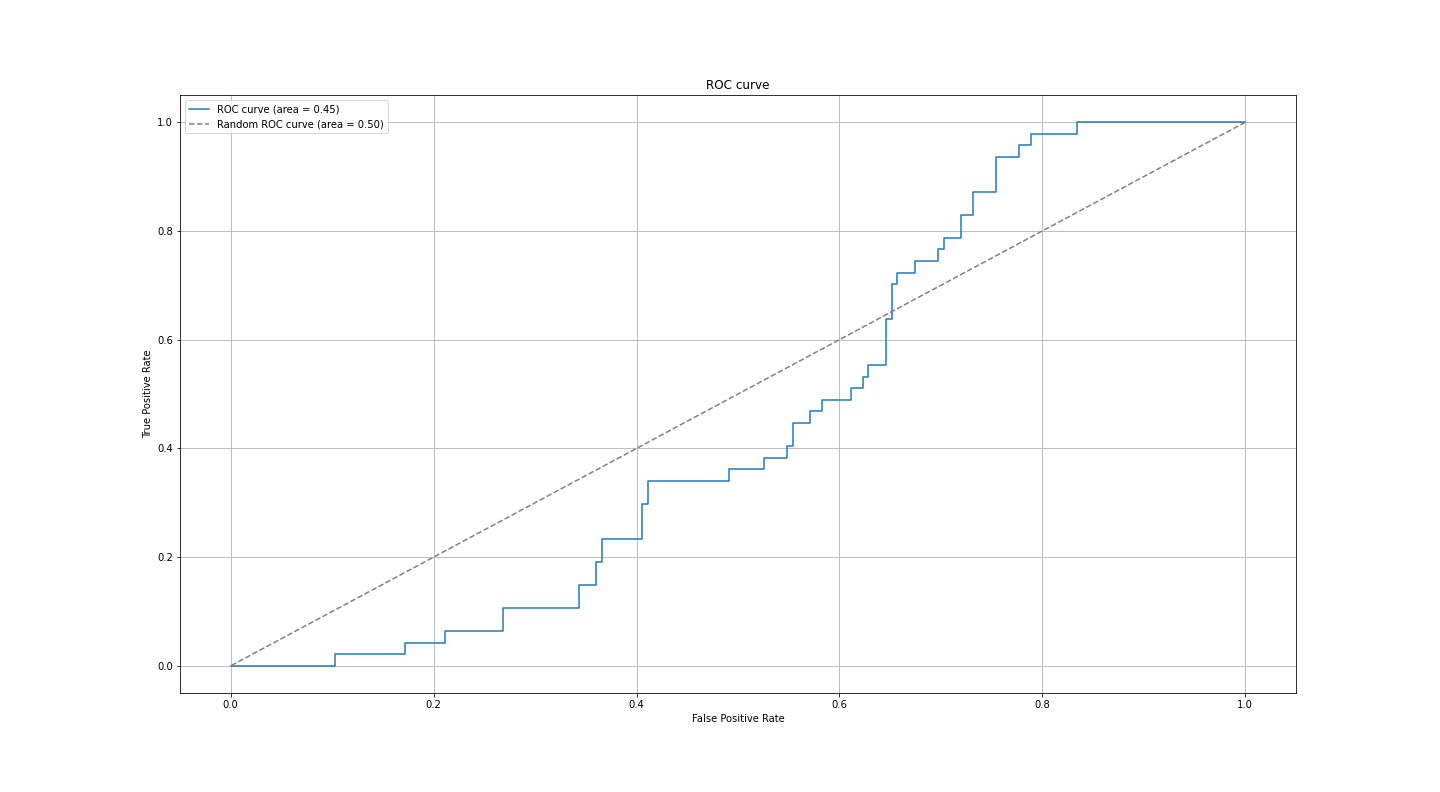 ROC curve
ROC curve (area = 0.45)
Random ROC curve (area = 0.50)
1.0
0.8
0.6
0.4
0.2
0.0
True Positive Rate
0.0 0.2 0.4 0.6 0.8 1.0
False Positive Rate